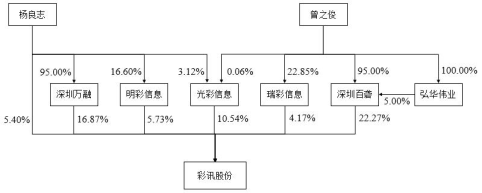 杨良志 曾之俊
95.00% 16.60% 3.12% 0.06% 22.85% 95.00% 100.00%
深圳万融 明彩信息 光彩信息 瑞彩信息 深圳百砻 弘华伟业
5.00%
5.40% 16.87% 5.73% 10.54% 4.17% 22.27%
彩讯股份